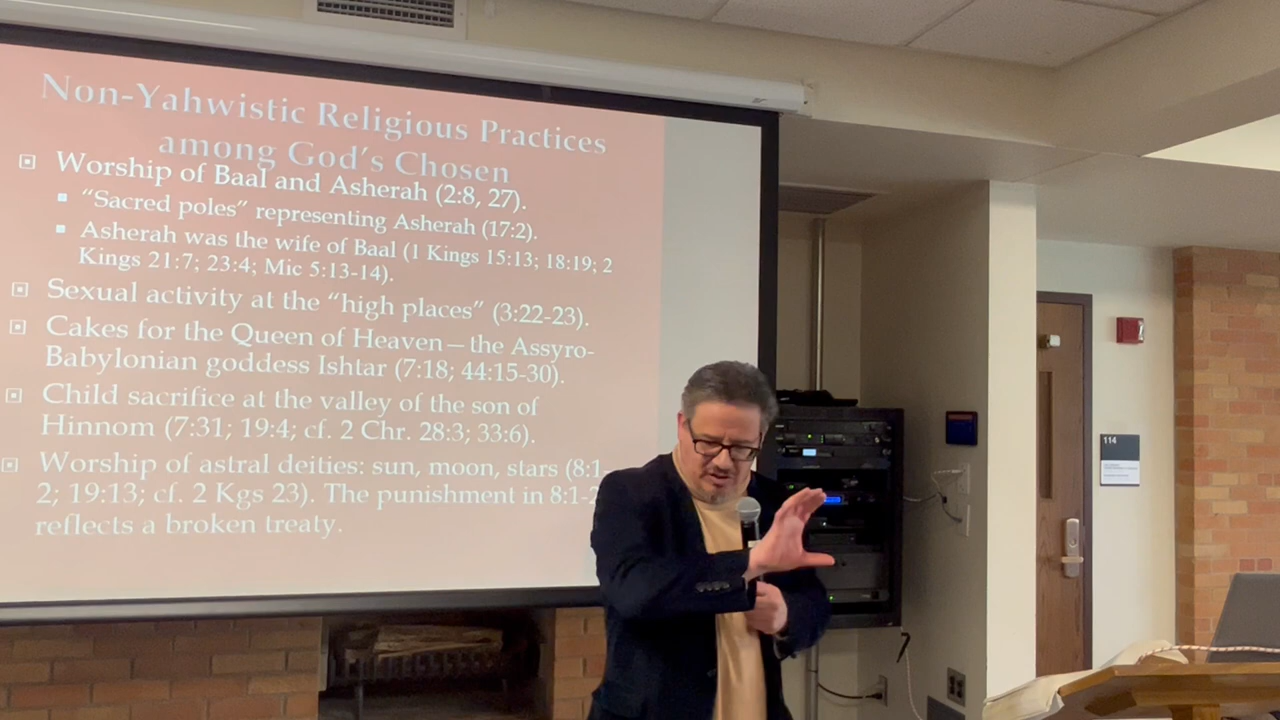 Non-Yahwistic Religious Practices
among God's Chosen
Worship of Baal and Asherah (2:8, 27).
"Sacred poles" representing Asherah (17:2).
Asherah was the wife of Baal (1 Kings 15:13; 18:19; 2
Kings 21:7; 23:4; Mic 5:13-14).
Sexual activity at the "high places" (3:22-23).
Cakes for the Queen of Heaven—the Assyro-
Babylonian goddess Ishtar (7:18; 44:15-30).
Child sacrifice at the valley of the son of
Hinnom (7:31; 19:4; cf. 2 Chr. 28:3; 33:6).
Worship of astral deities: sun, moon, stars (8:1-
2; 19:13; cf. 2 Kgs 23). The punishment in 8:1-2
reflects a broken treaty.
114